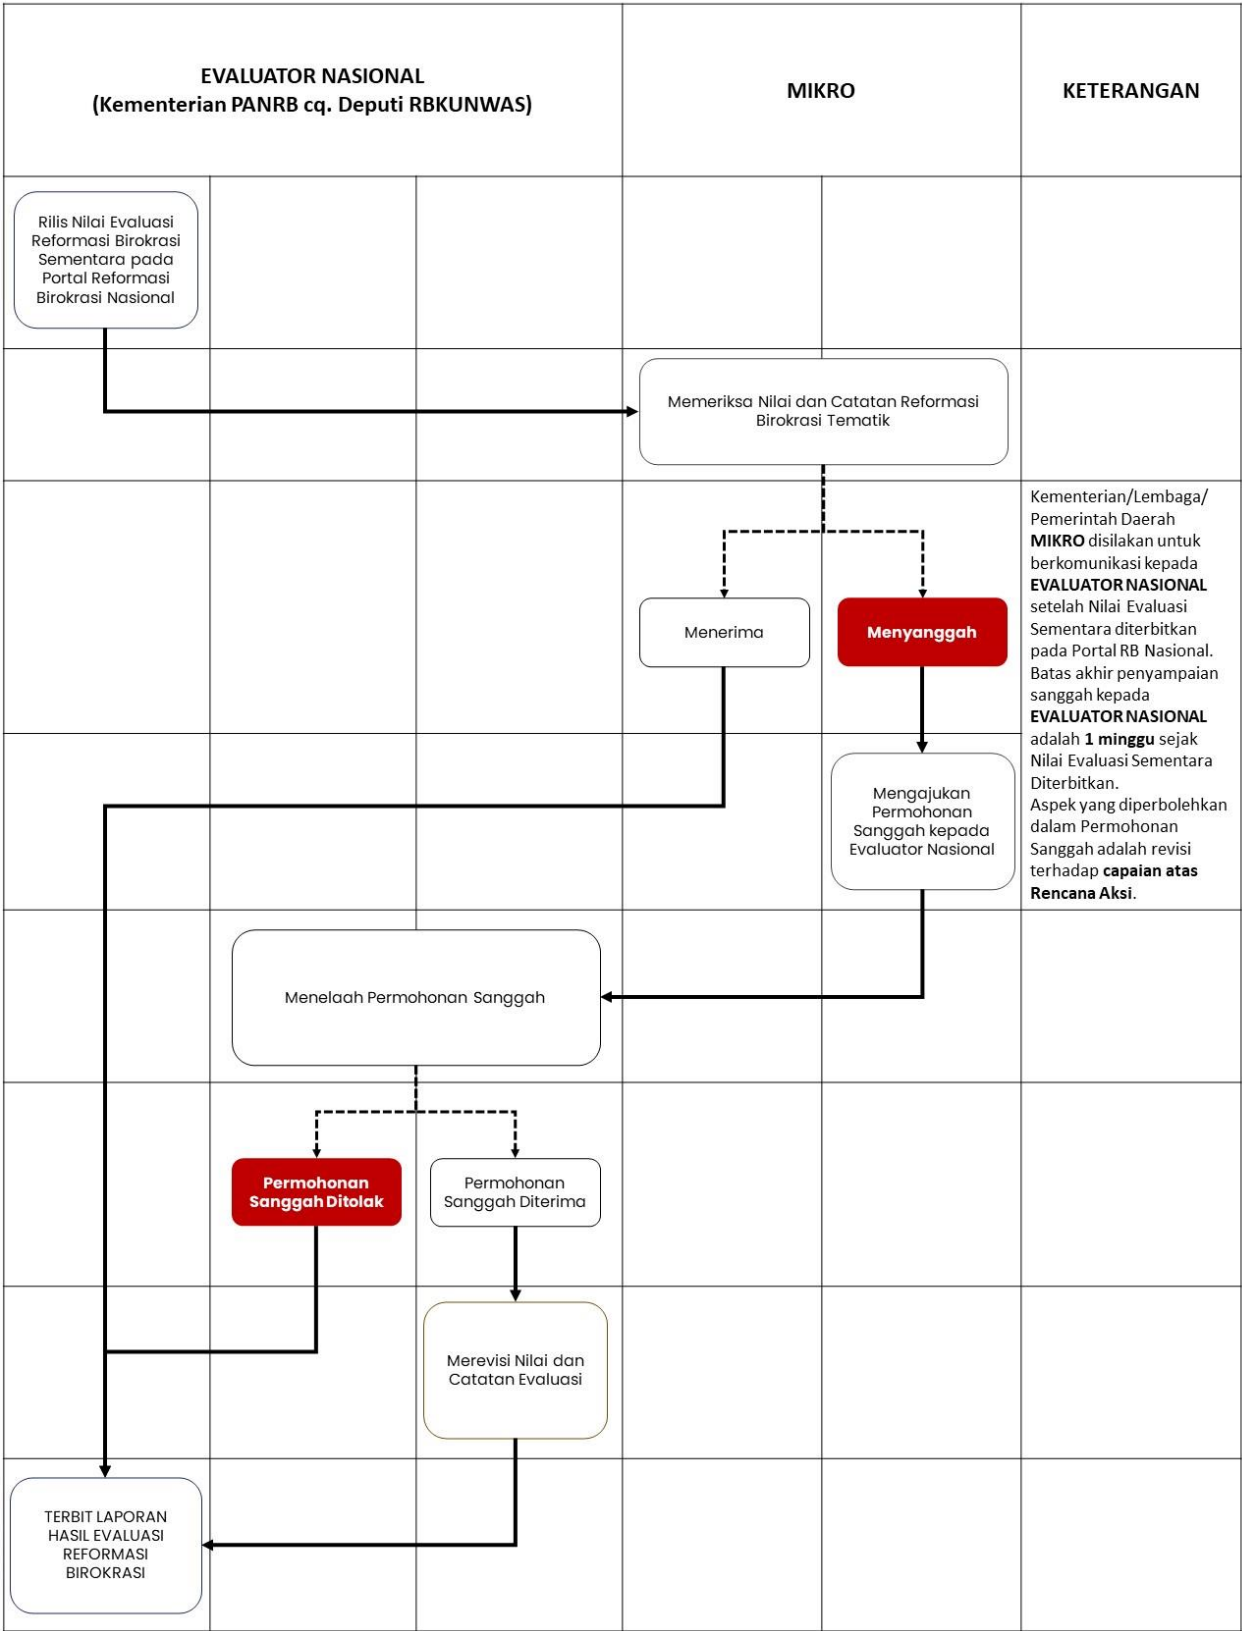 EVALUATOR NASIONAL
(Kementerian PANRB cq. Deputi RBKUNWAS)
MIKRO
KETERANGAN
Rilis Nilai Evaluasi
Reformasi Birokrasi
Sementara pada
Portal Reformasi
Birokrasi Nasional
Memeriksa Nilai dan Catatan Reformasi
Birokrasi Tematik
Menerima
Menyanggah
Kementerian/Lembaga/
Pemerintah Daerah
MIKRO disilakan untuk
berkomunikasi kepada
EVALUATOR NASIONAL
setelah Nilai Evaluasi
Sementara diterbitkan
pada Portal RB Nasional.
Batas akhir penyampaian
sanggah kepada
EVALUATOR NASIONAL
adalah 1 minggu sejak
Nilai Evaluasi Sementara
Diterbitkan.
Aspek yang diperbolehkan
dalam Permohonan
Sanggah adalah revisi
terhadap capaian atas
Rencana Aksi.
Mengajukan
Permohonan
Sanggah kepada
Evaluator Nasional
Menelaah Permohonan Sanggah
Permohonan
Sanggah Ditolak
Permohonan
Sanggah Diterima
Merevisi Nilai dan
Catatan Evaluasi
TERBIT LAPORAN
HASIL EVALUASI
REFORMASI
BIROKRASI